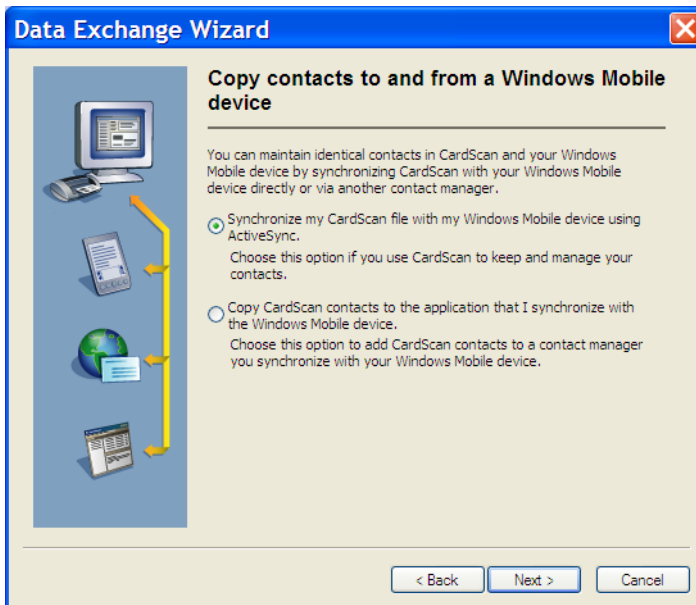 Data Exchange Wizard
Copy contacts to and from a Windows Mobile
device
You can maintain identical contacts in CardScan and your Windows
Mobile device by synchronizing CardScan with your Windows Mobile
device directly or via another contact manager.
Synchronize my CardScan file with my Windows Mobile device using
ActiveSync.
Choose this option if you use CardScan to keep and manage your
contacts.
Copy CardScan contacts to the application that I synchronize with
the Windows Mobile device.
Choose this option to add CardScan contacts to a contact manager
you synchronize with your Windows Mobile device.
< Back Next > Cancel